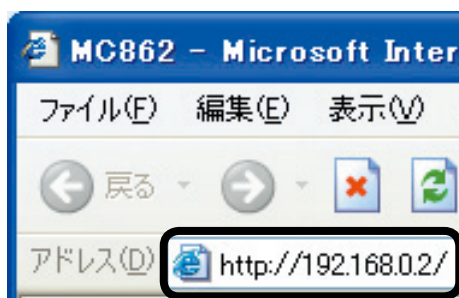 MC862 - Microsoft Inter
ファイル(F) 編集(E) 表示(V)
戻る
アドレス(D) http://192.168.0.2/